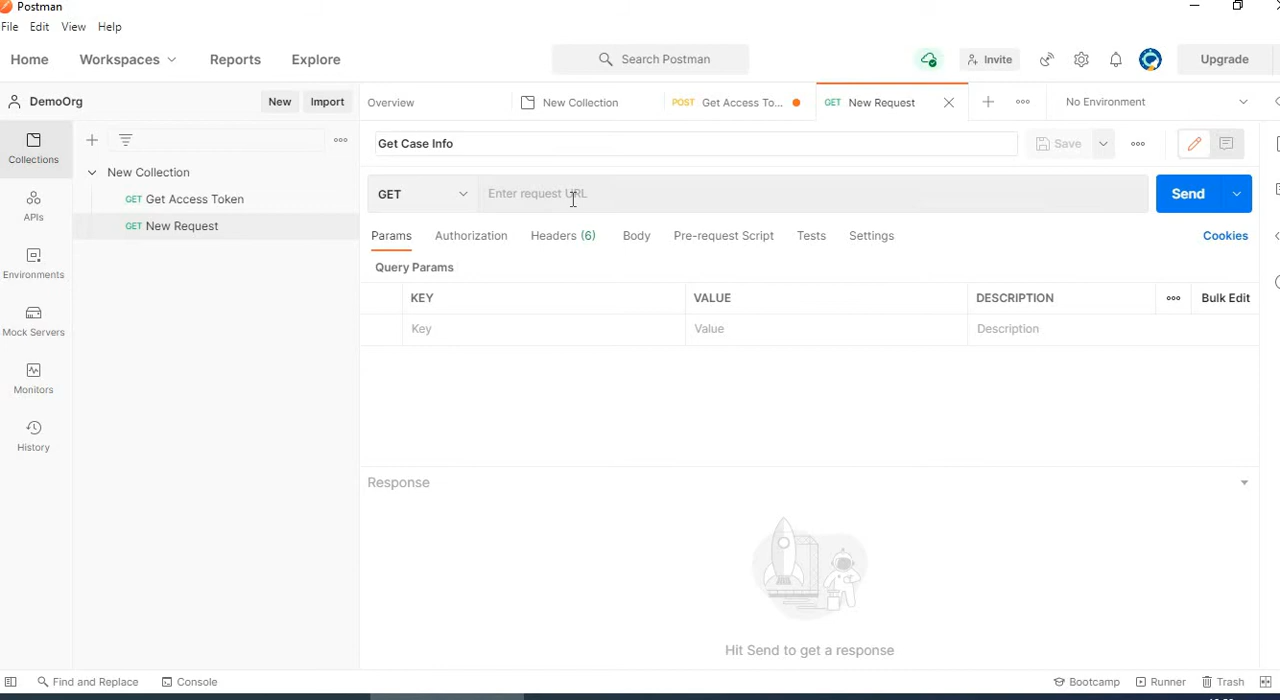 Postman
File Edit View Help
Home Workspaces Reports Explore Search Postman Invite Upgrade
DemoOrg New Import Overview New Collection POST Get Access To... GET New Request No Environment
Get Case Info Save
Collections
New Collection
GET Get Access Token
GET New Request
APIs
Environments
Mock Servers
Monitors
History
GET Enter request URL Send
Params Authorization Headers (6) Body Pre-request Script Tests Settings Cookies
Query Params
KEY VALUE DESCRIPTION Bulk Edit
Key Value Description
Response
Hit Send to get a response
Find and Replace Console Bootcamp Runner Trash